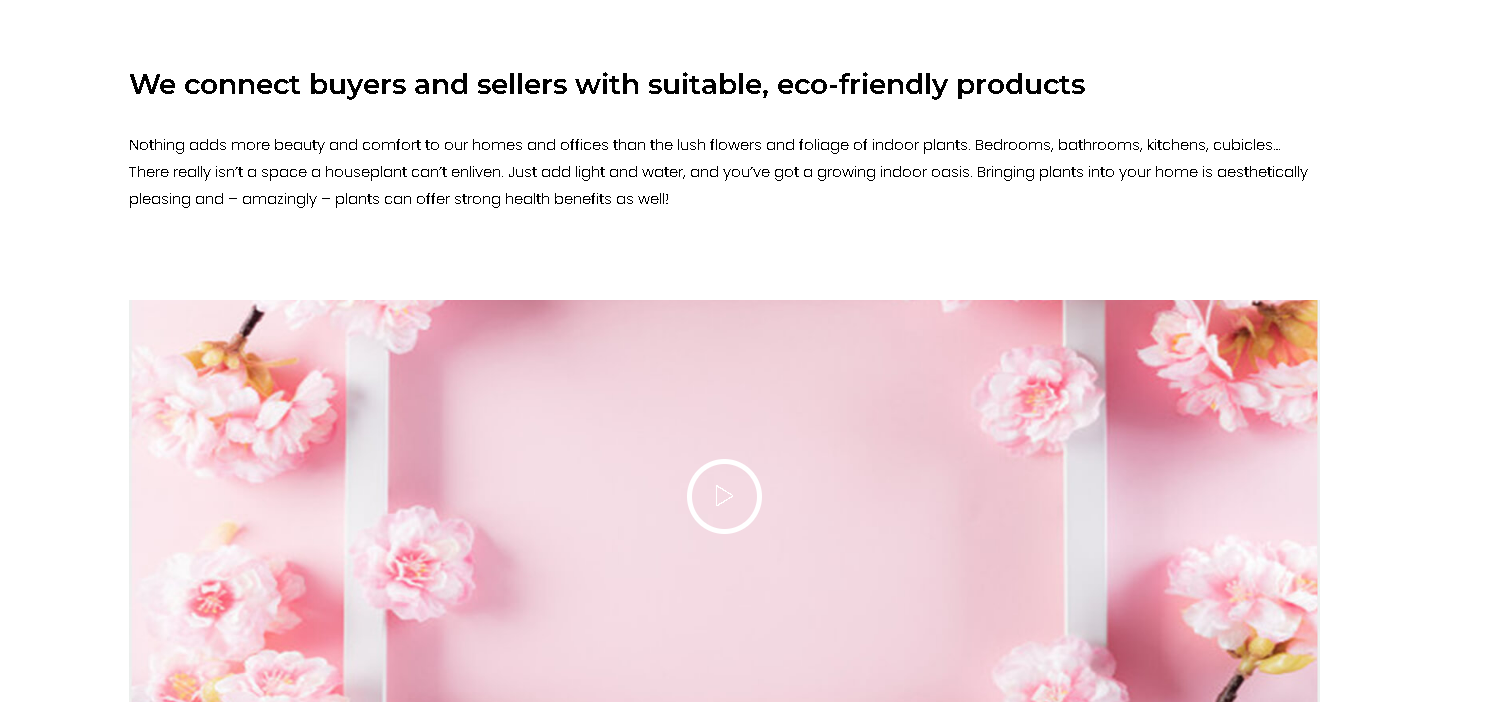 We connect buyers and sellers with suitable, eco-friendly products
Nothing adds more beauty and comfort to our homes and offices than the lush flowers and foliage of indoor plants. Bedrooms, bathrooms, kitchens, cubicles…
There really isn’t a space a houseplant can’t enliven. Just add light and water, and you’ve got a growing indoor oasis. Bringing plants into your home is aesthetically
pleasing and – amazingly – plants can offer strong health benefits as well!